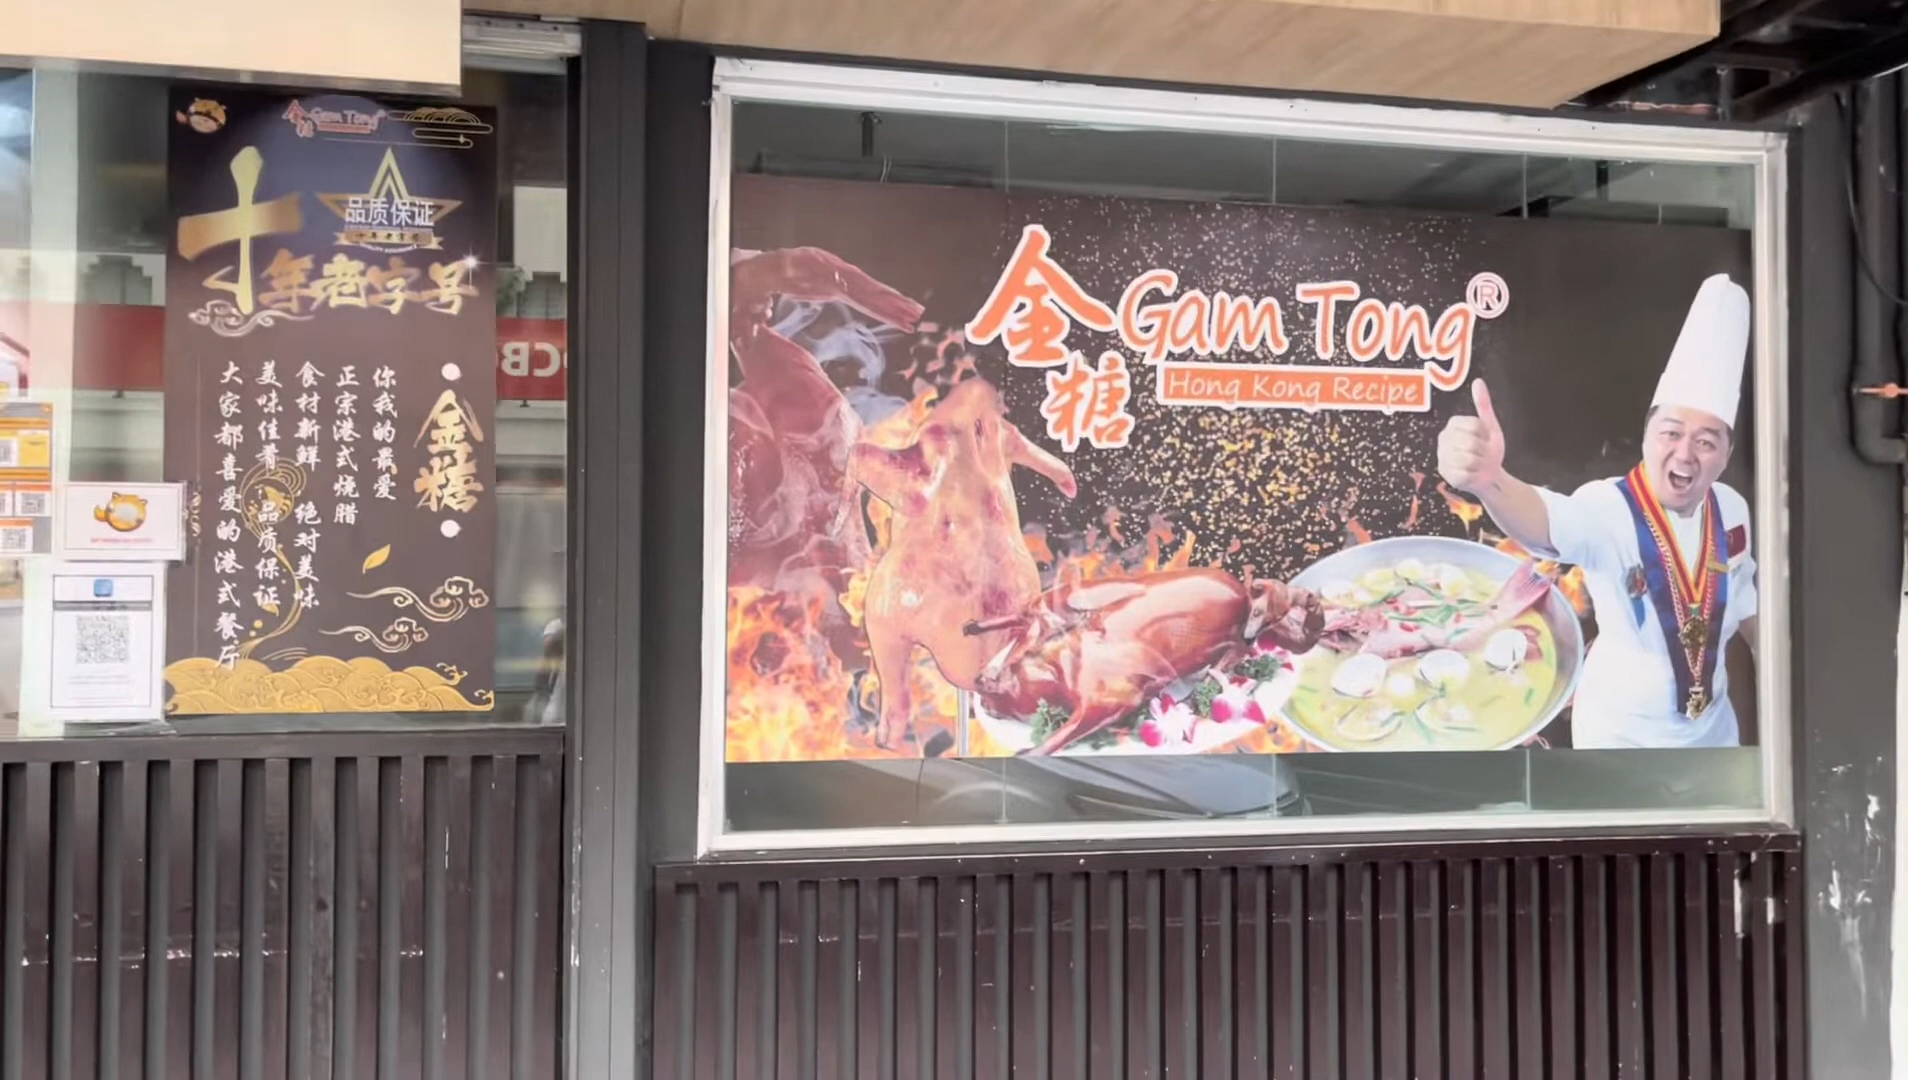 金糖 Gam Tong
十年老字号
品质保证
金糖
你我的最爱
正宗港式烧腊
食材新鲜 绝对美味
美味佳肴 品质保证
大家都喜爱的港式餐厅
金糖
Gam Tong®
Hong Kong Recipe